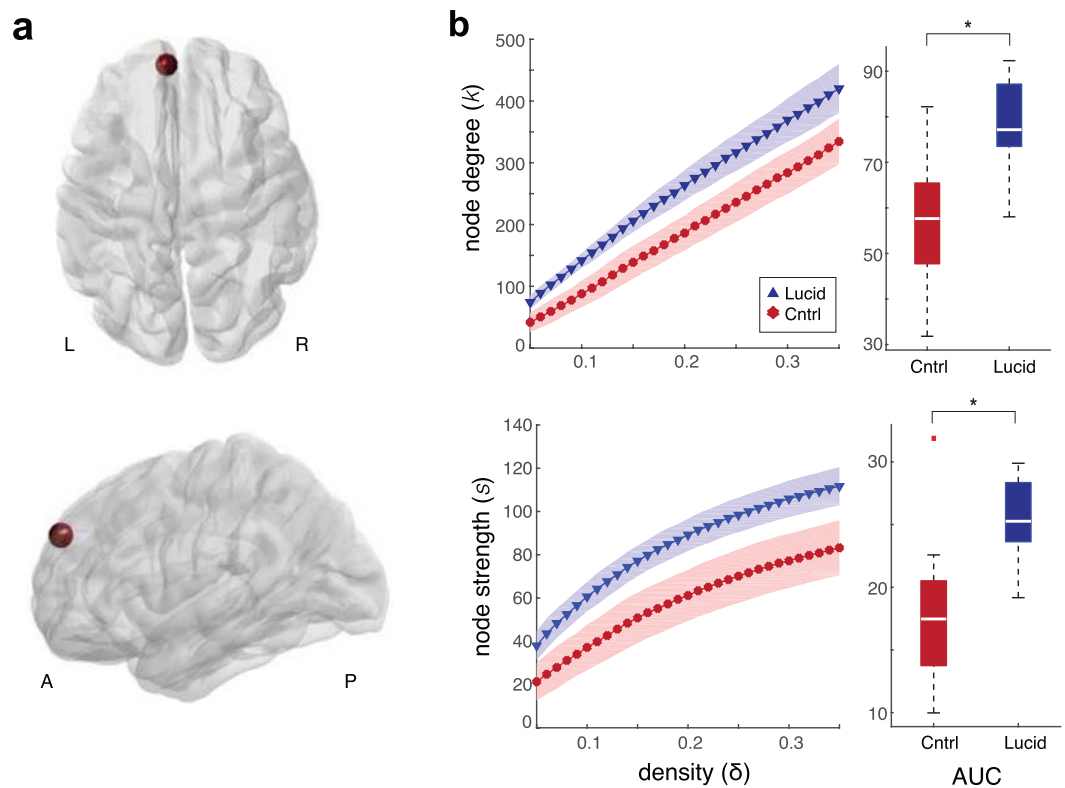 a
L
R
A
P
b
500
400
300
200
100
0
node degree (k)
0.1
0.2
0.3
Lucid
Cntrl
*
90
70
50
30
Cntrl
Lucid
140
120
100
80
60
40
20
0
node strength (s)
0.1
0.2
0.3
density (δ)
*
30
20
10
Cntrl
Lucid
AUC